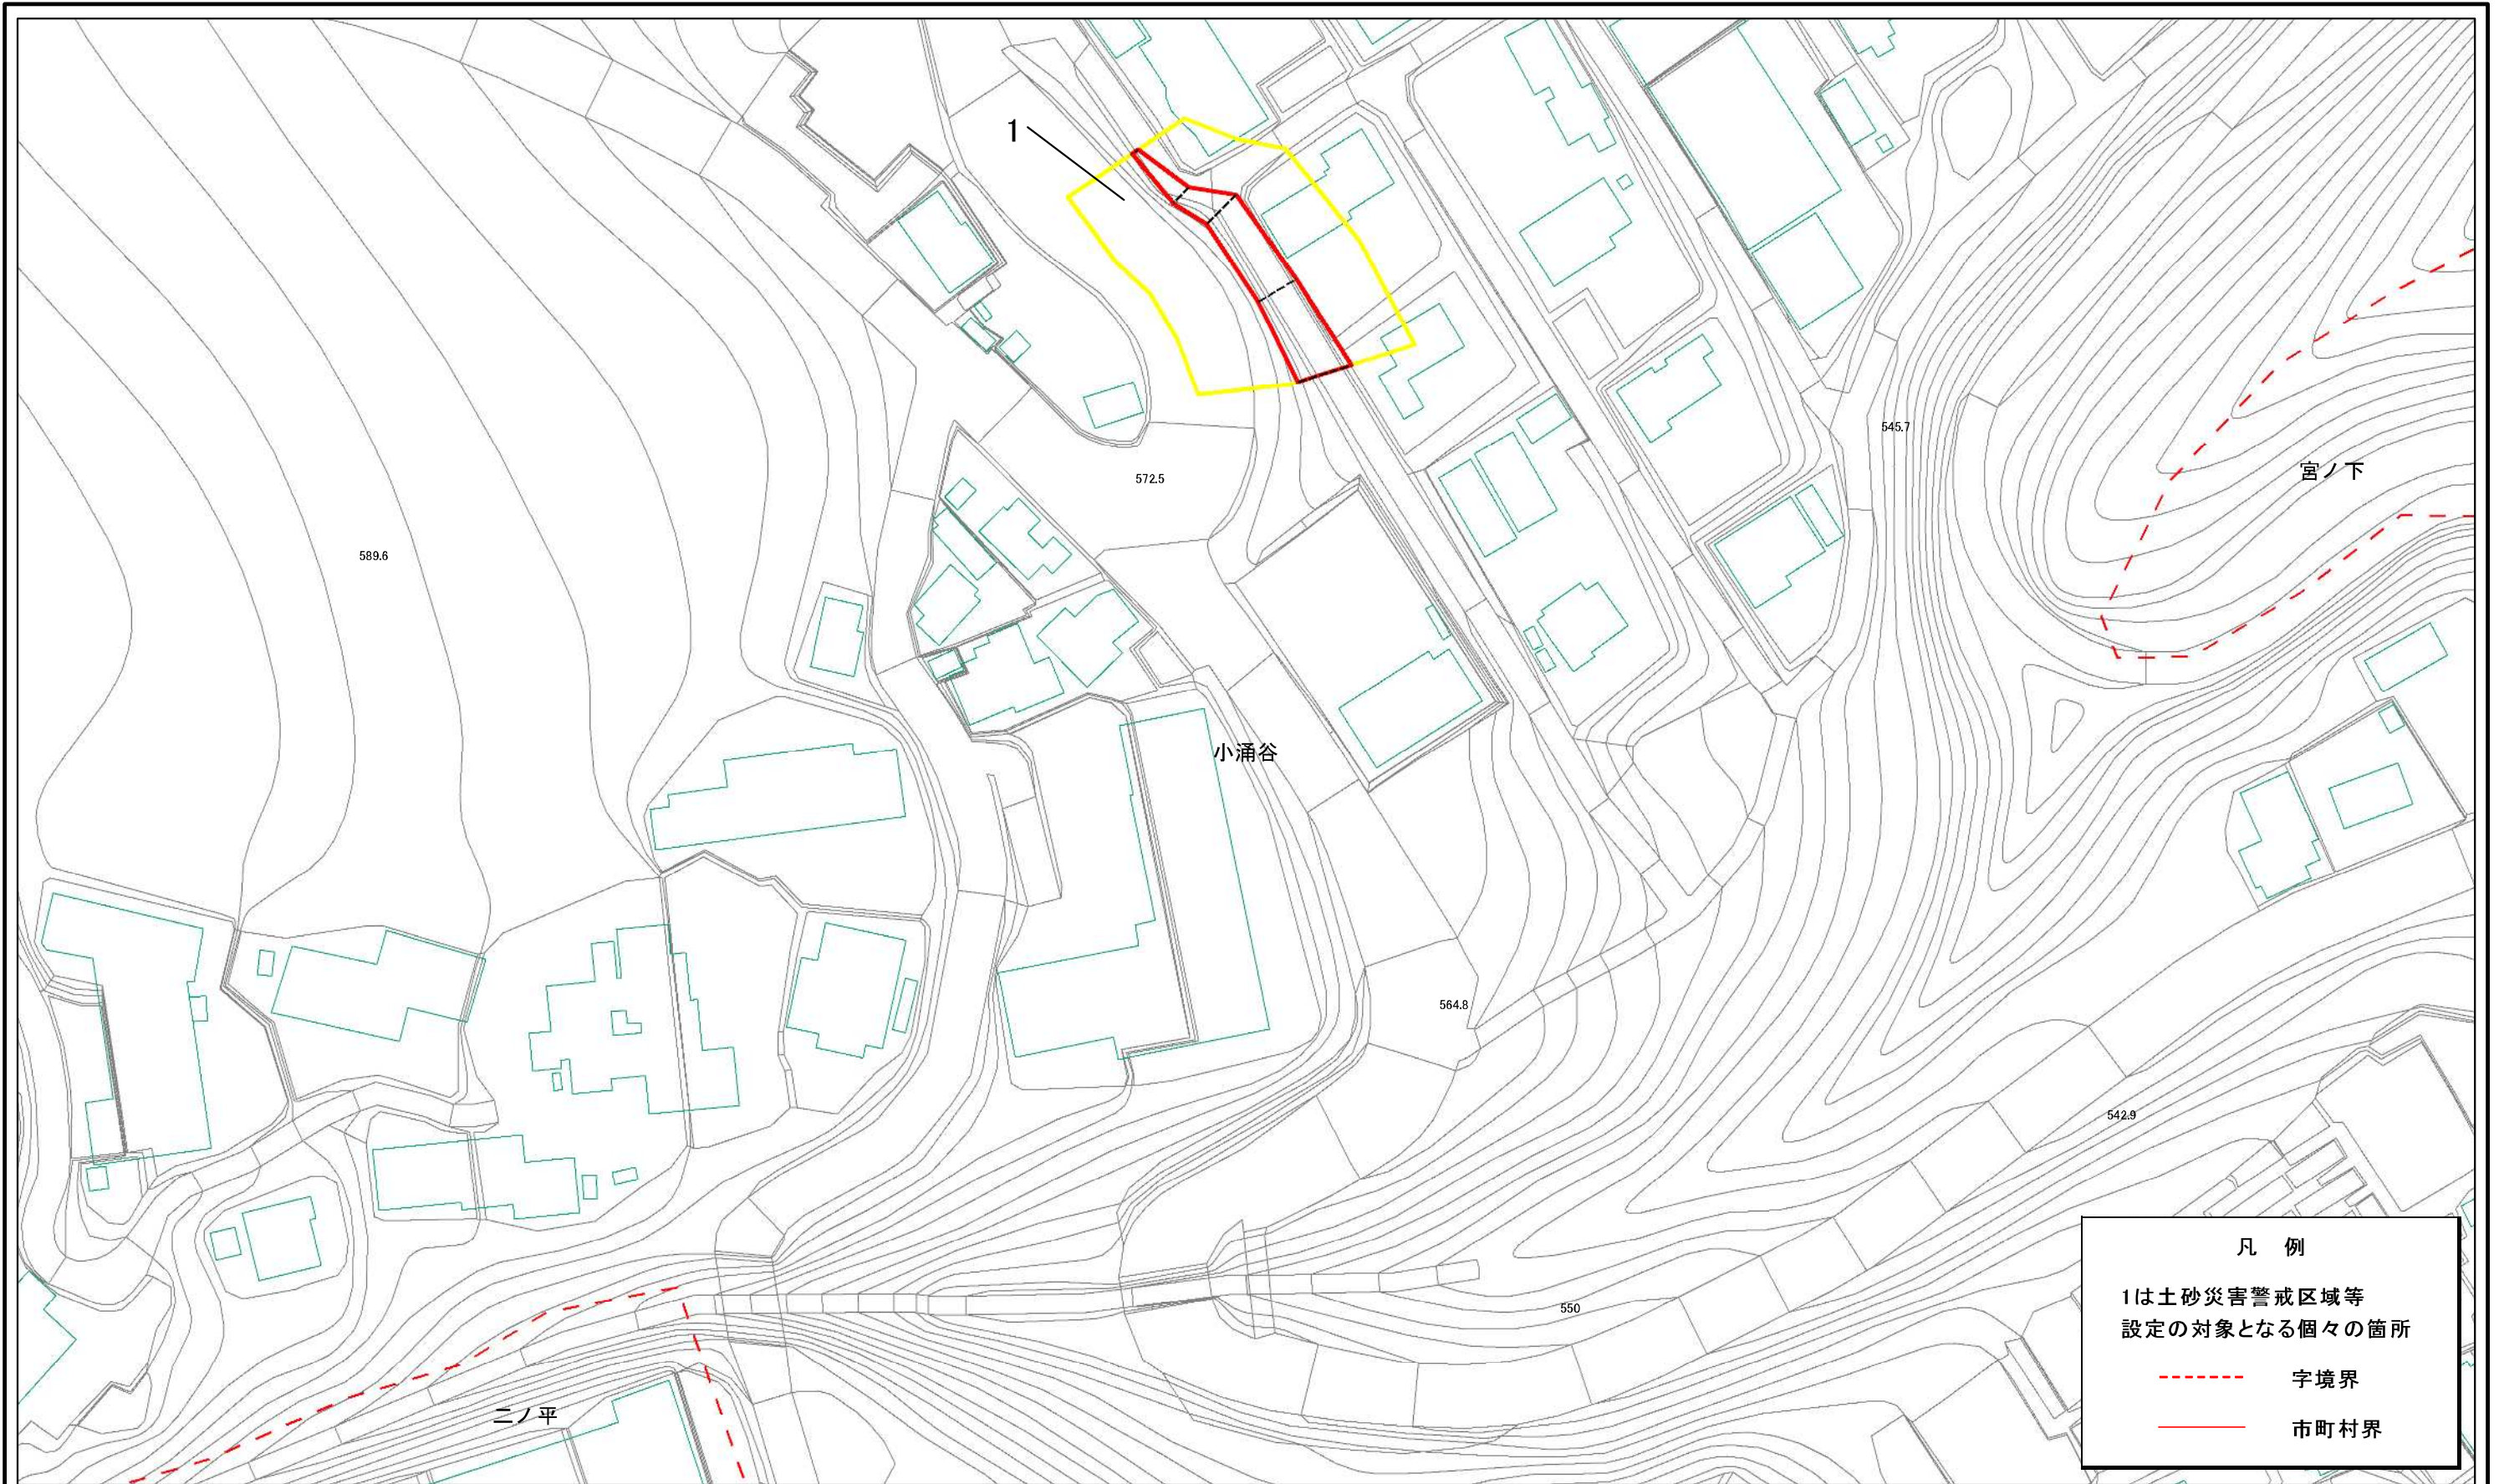 1
545.7
宮ノ下
572.5
589.6
小涌谷
564.8
542.9
550
二ノ平
凡 例
1は土砂災害警戒区域等
設定の対象となる個々の箇所
字境界
市町村界